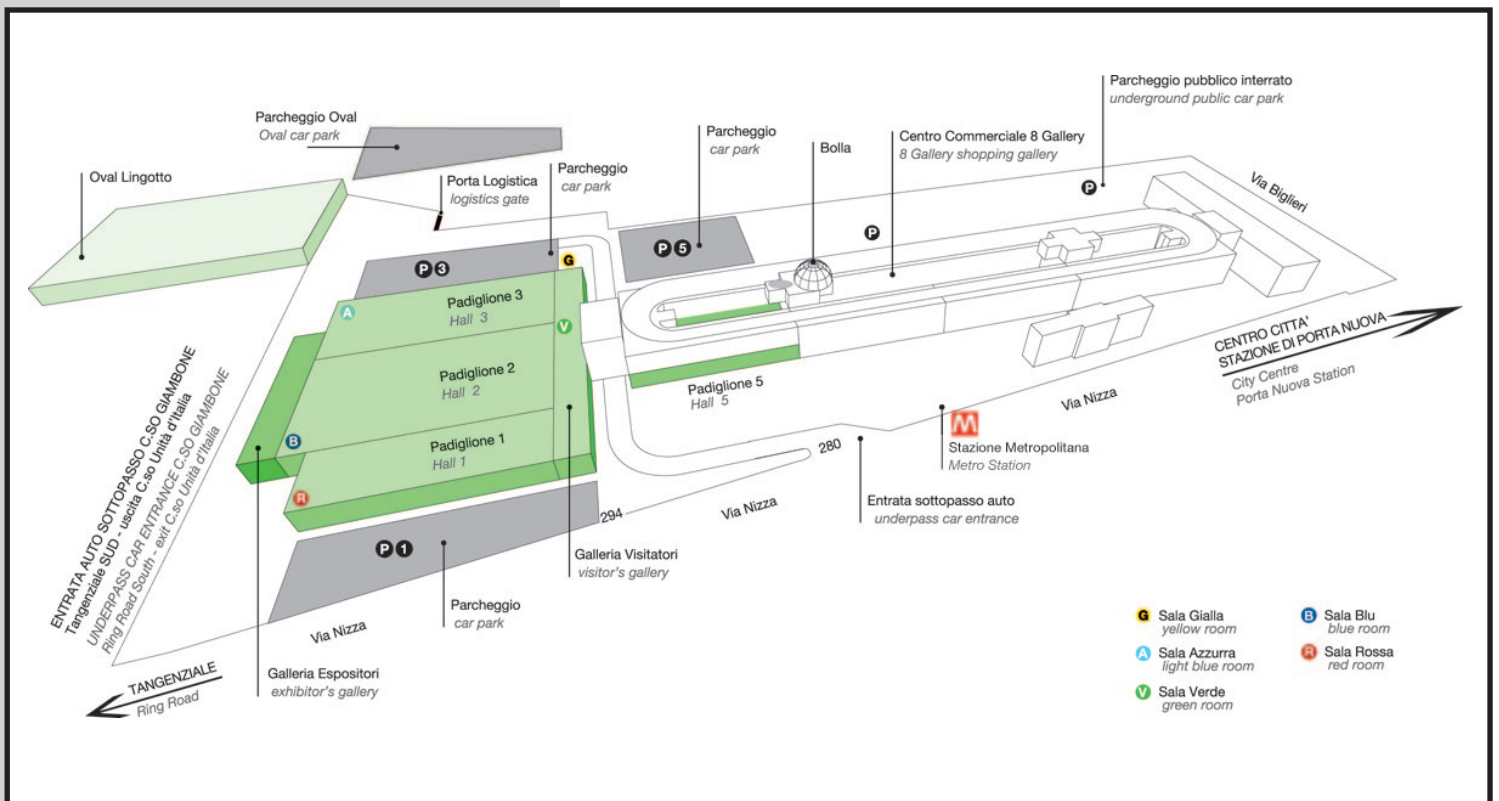 Parcheggio pubblico interrato
underground public car park
Parcheggio Oval
Oval car park
Parcheggio
car park
Centro Commerciale 8 Gallery
8 Gallery shopping gallery
Bolla
Oval Lingotto
Parcheggio
car park
Porta Logistica
logistics gate
Via Biglieri
P
P
P 5
P 3
G
A
Padiglione 3
Hall 3
V
Padiglione 2
Hall 2
Padiglione 5
Hall 5
CENTRO CITTA'
STAZIONE DI PORTA NUOVA
City Centre
Porta Nuova Station
Via Nizza
B
Padiglione 1
Hall 1
M
Stazione Metropolitana
Metro Station
280
R
Entrata sottopasso auto
underpass car entrance
Via Nizza
294
P 1
Galleria Visitatori
visitor's gallery
ENTRATA AUTO SOTTOPASSO C.SO GIAMBONE
Tangenziale SUD - uscita C.so Unità d'Italia
UNDERPASS CAR ENTRANCE C.SO GIAMBONE
Ring Road South - exit C.so Unità d'Italia
Parcheggio
car park
Via Nizza
Galleria Espositori
exhibitor's gallery
TANGENZIALE
Ring Road
G Sala Gialla
yellow room
B Sala Blu
blue room
A Sala Azzurra
light blue room
R Sala Rossa
red room
V Sala Verde
green room